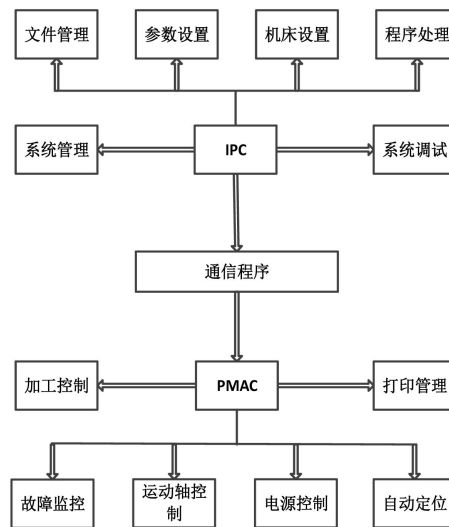 文件管理
参数设置
机床设置
程序处理
系统管理
IPC
系统调试
通信程序
加工控制
PMAC
打印管理
故障监控
运动轴控
制
电源控制
自动定位